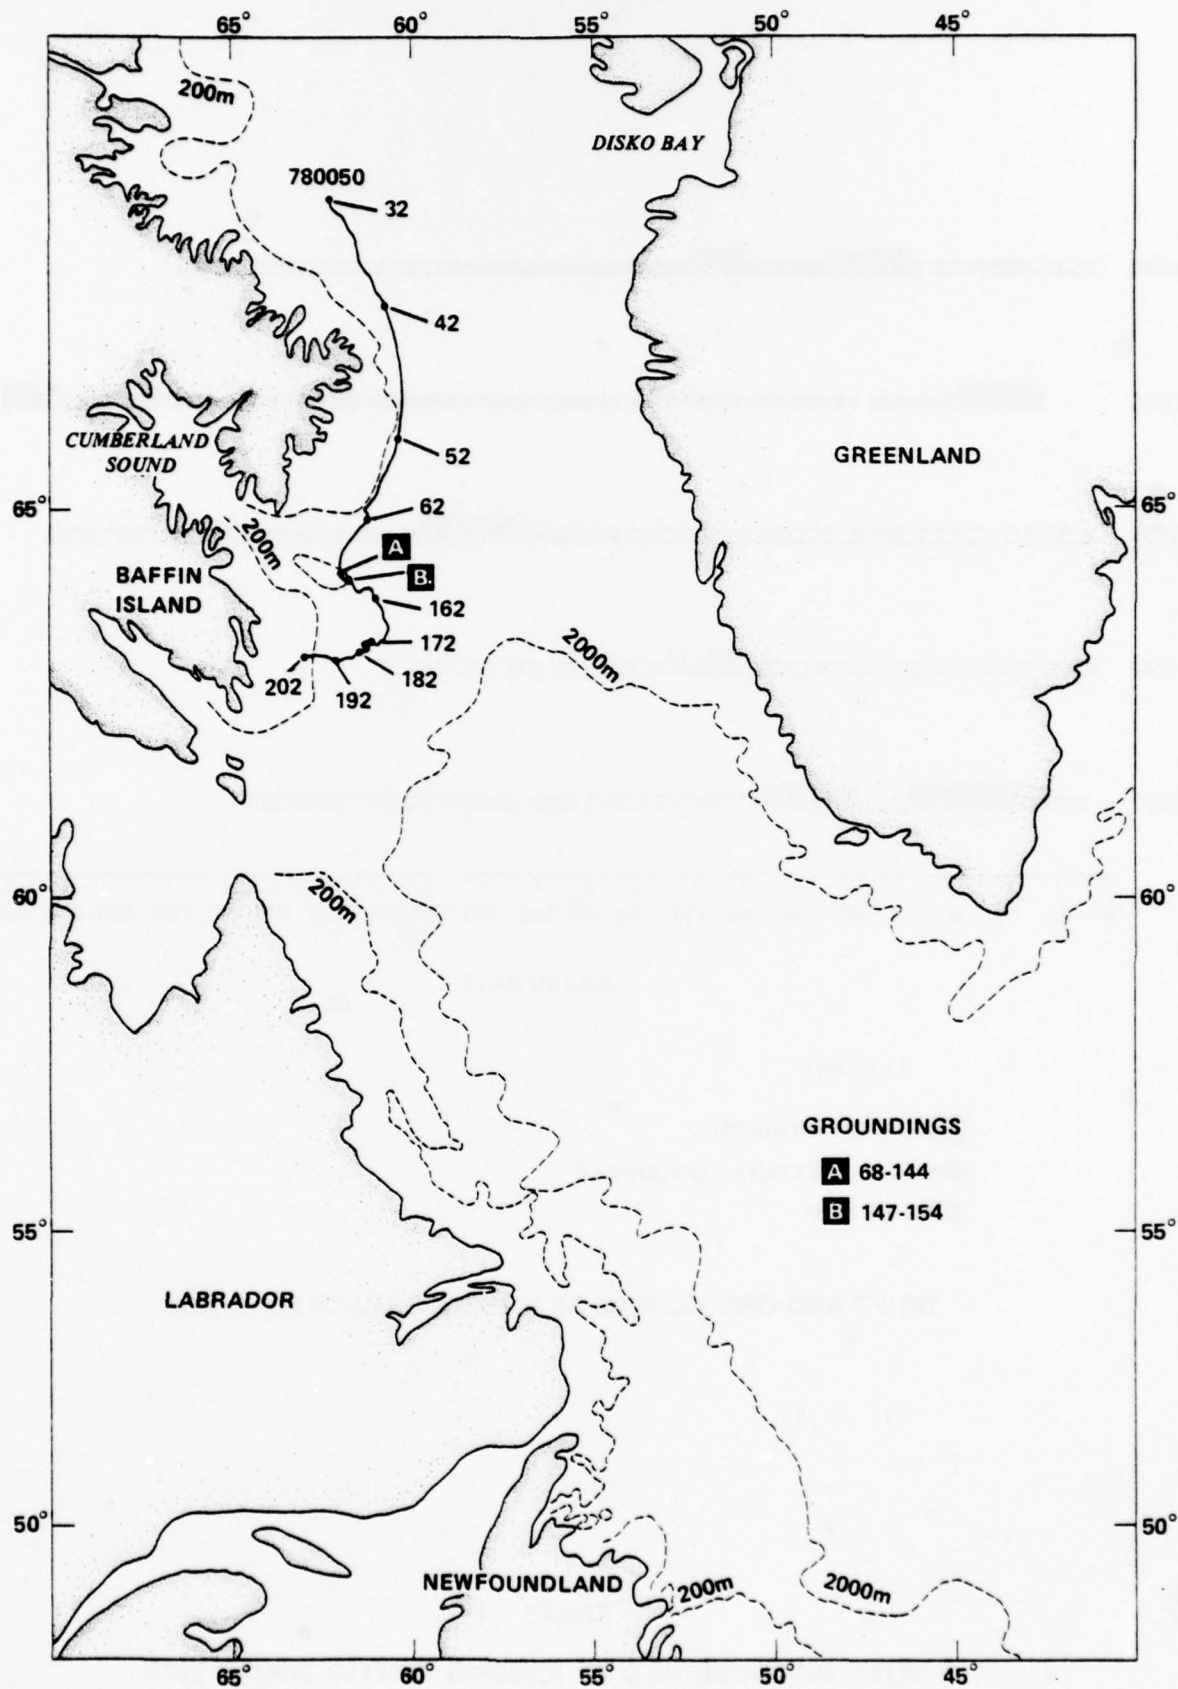 65° 60° 55° 50° 45°
200m
DISKO BAY
780050
32
42
CUMBERLAND
SOUND
52
GREENLAND
65° 62 65°
200m
A
BAFFIN
ISLAND
B
162
172
2000m
182
202
192
60° 60°
200m
GROUNDINGS
A 68-144
B 147-154
55° 55°
LABRADOR
50° 50°
NEWFOUNDLAND
200m
2000m
65° 60° 55° 50° 45°